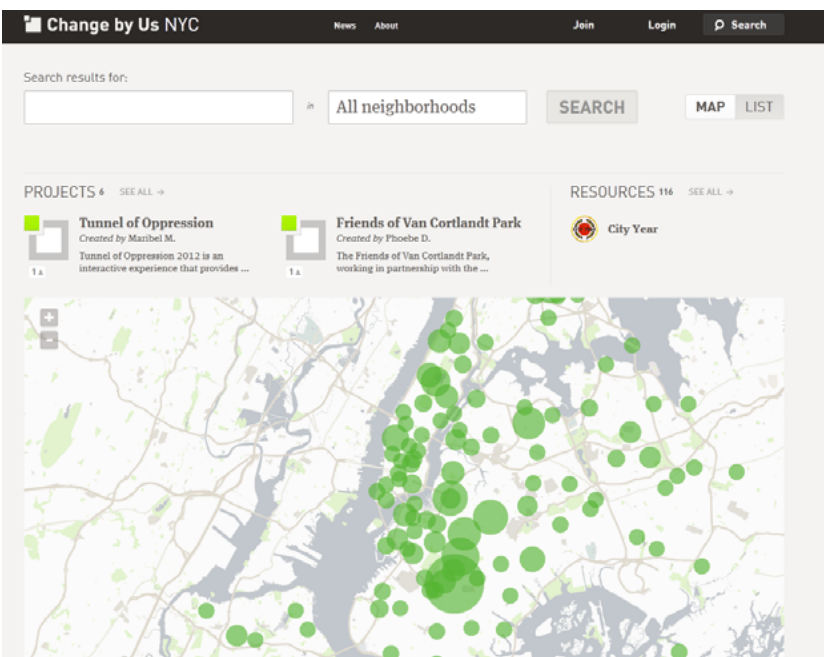 Change by Us NYC
News About Join Login Search
Search results for:
in All neighborhoods SEARCH MAP LIST
PROJECTS 6 SEE ALL →
Tunnel of Oppression
Created by Maribel M.
Tunnel of Oppression 2012 is an
interactive experience that provides ...
1
Friends of Van Cortlandt Park
Created by Phoebe D.
The Friends of Van Cortlandt Park,
working in partnership with the ...
1
RESOURCES 116 SEE ALL →
City Year
+
−